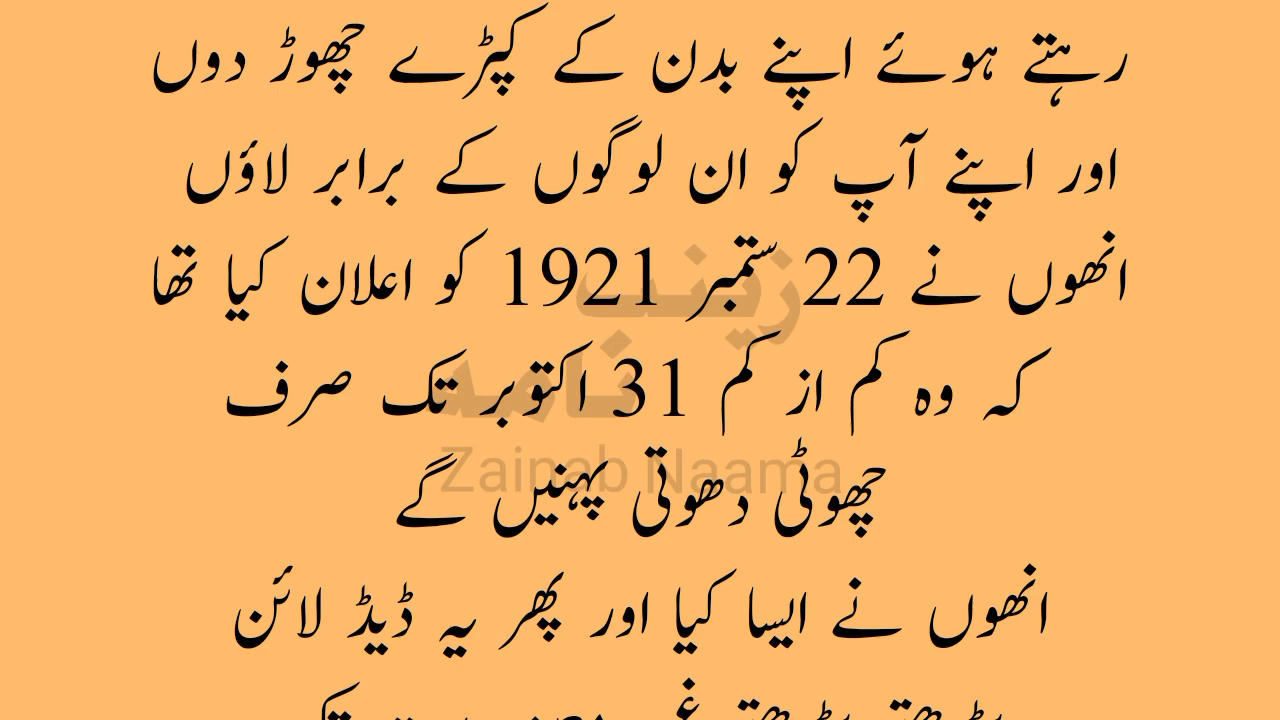 رہتے ہوئے اپنے بدن کے کپڑے چھوڑ دوں
اور اپنے آپ کو ان لوگوں کے برابر لاؤں
انھوں نے 22 ستمبر 1921 کو اعلان کیا تھا
کہ وہ کم از کم 31 اکتوبر تک صرف
چھوٹی دھوتی پہنیں گے
انھوں نے ایسا کیا اور پھر یہ ڈیڈ لائن
زینب نامہ
Zainab Naama